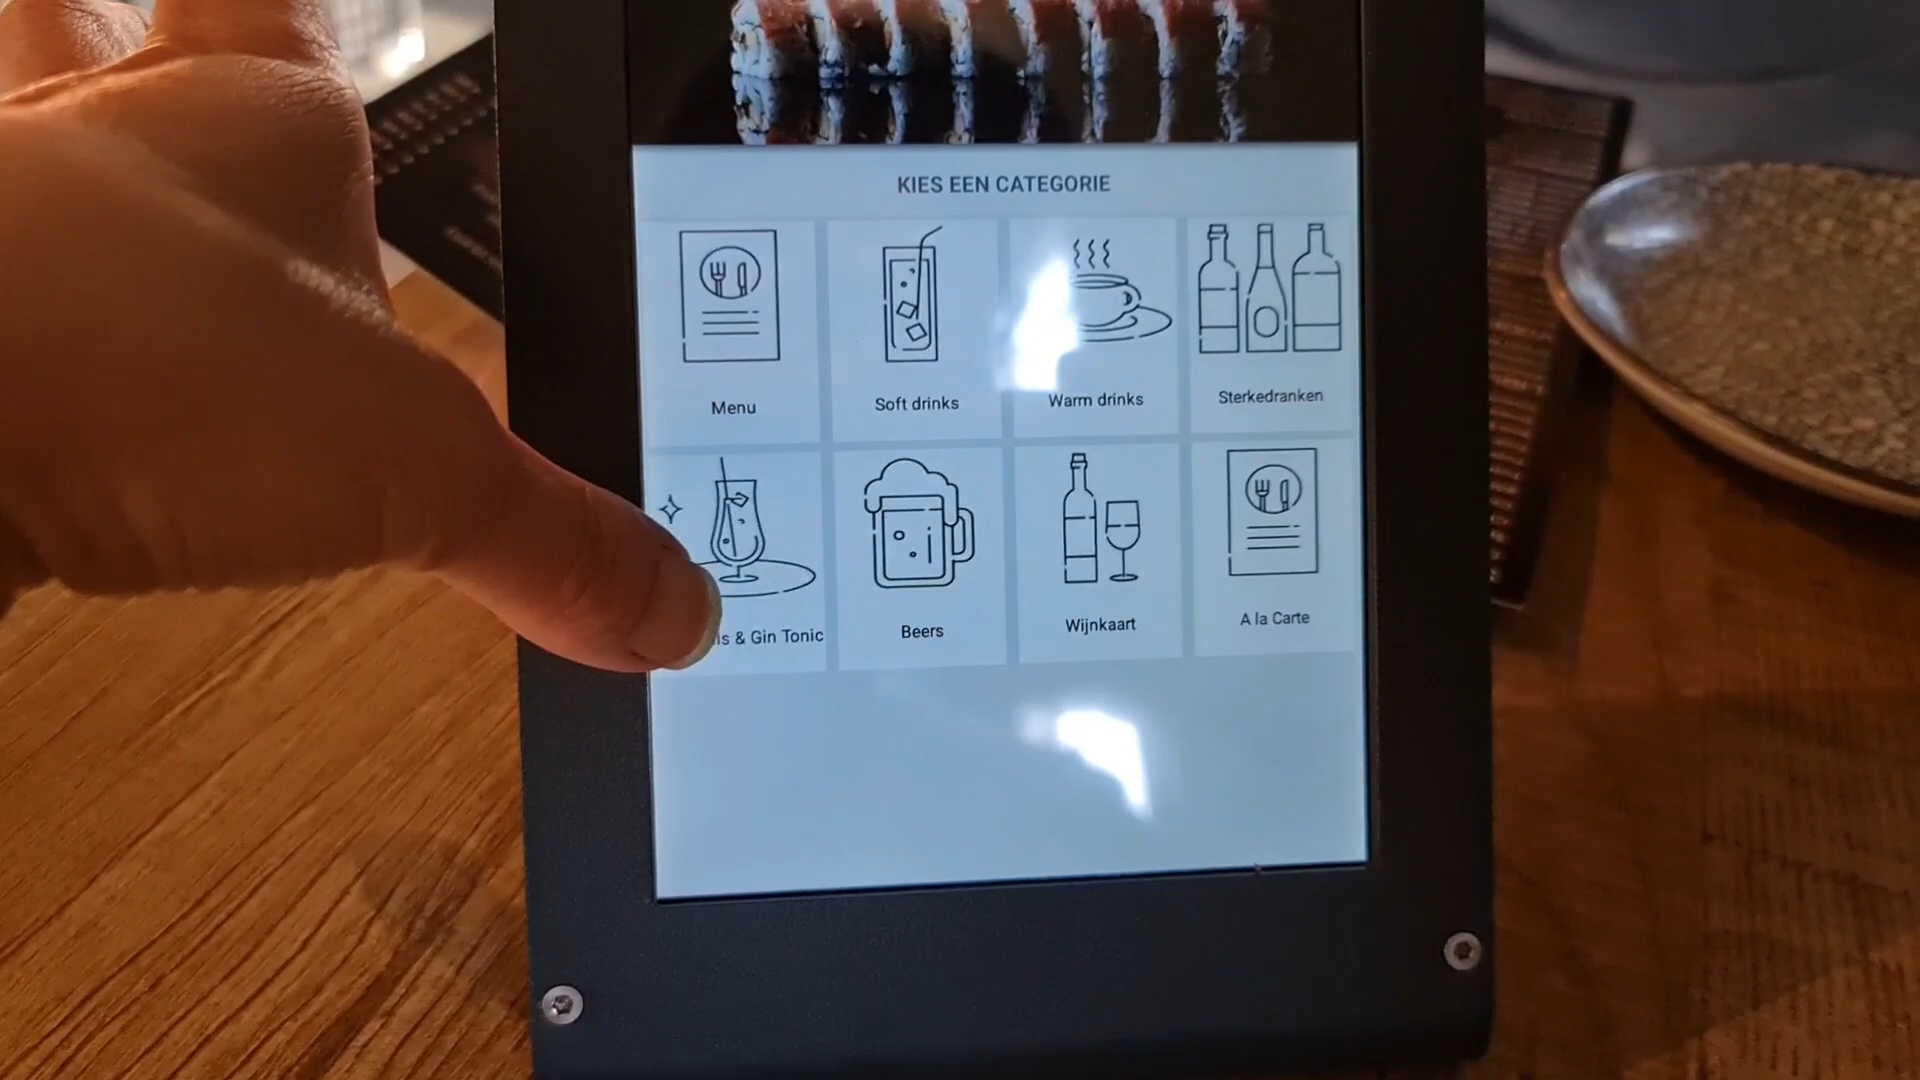 KIES EEN CATEGORIE
Menu
Soft drinks
Warm drinks
Sterkedranken
& Gin Tonic
Beers
Wijnkaart
A la Carte